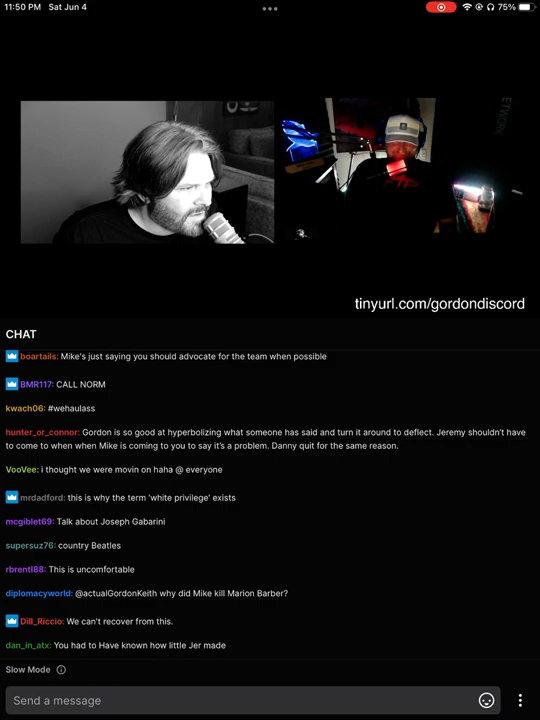 11:50 PM Sat Jun 4
75%
tinyurl.com/gordondiscord
CHAT
boartails: Mike's just saying you should advocate for the team when possible
BMR117: CALL NORM
kwach06: #wehaulass
hunter_or_connor: Gordon is so good at hyperbolizing what someone has said and turn it around to deflect. Jeremy shouldn't have
to come to when when Mike is coming to you to say it's a problem. Danny quit for the same reason.
VooVee: i thought we were movin on haha @ everyone
mrdadford: this is why the term 'white privilege' exists
mcgiblet69: Talk about Joseph Gabarini
supersuz76: country Beatles
rbrentl88: This is uncomfortable
diplomacyworld: @actualGordonKeith why did Mike kill Marion Barber?
Dill_Riccio: We can't recover from this.
dan_in_atx: You had to Have known how little Jer made
Slow Mode
Send a message